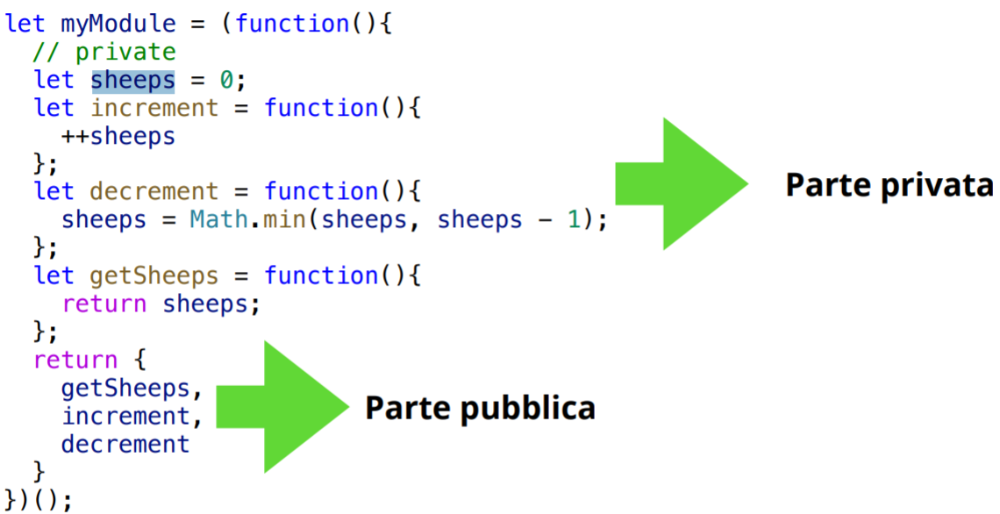 let myModule = (function(){
// private
let sheeps = 0;
let increment = function(){
++sheeps
};
let decrement = function(){
sheeps = Math.min(sheeps, sheeps - 1);
};
let getSheeps = function(){
return sheeps;
};
return {
getSheeps,
increment,
decrement
}
})();
Parte privata
Parte pubblica